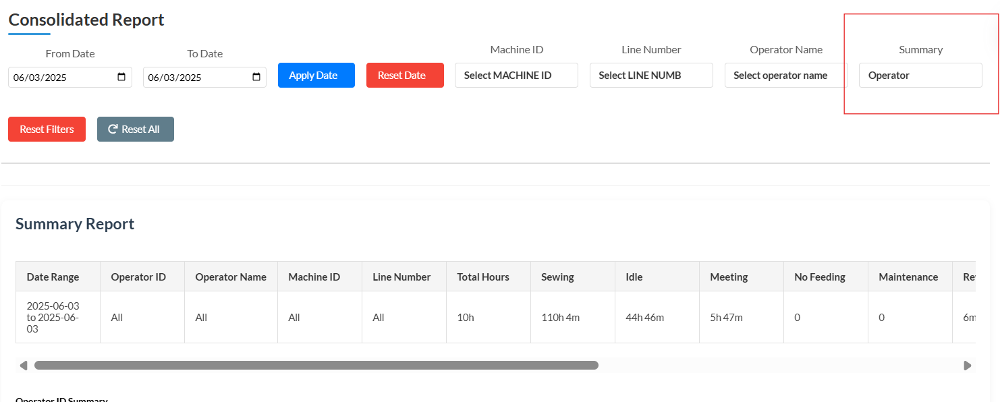 Consolidated Report
From Date
To Date
Machine ID
Line Number
Operator Name
Summary
06/03/2025
06/03/2025
Apply Date
Reset Date
Select MACHINE ID
Select LINE NUMB
Select operator name
Operator
Reset Filters
Reset All
Summary Report
Date Range Operator ID Operator Name Machine ID Line Number Total Hours Sewing Idle Meeting No Feeding Maintenance
2025-06-03
to 2025-06-
03
All All All All 10h 110h 4m 44h 46m 5h 47m 0 0 6m
Operator ID Summary